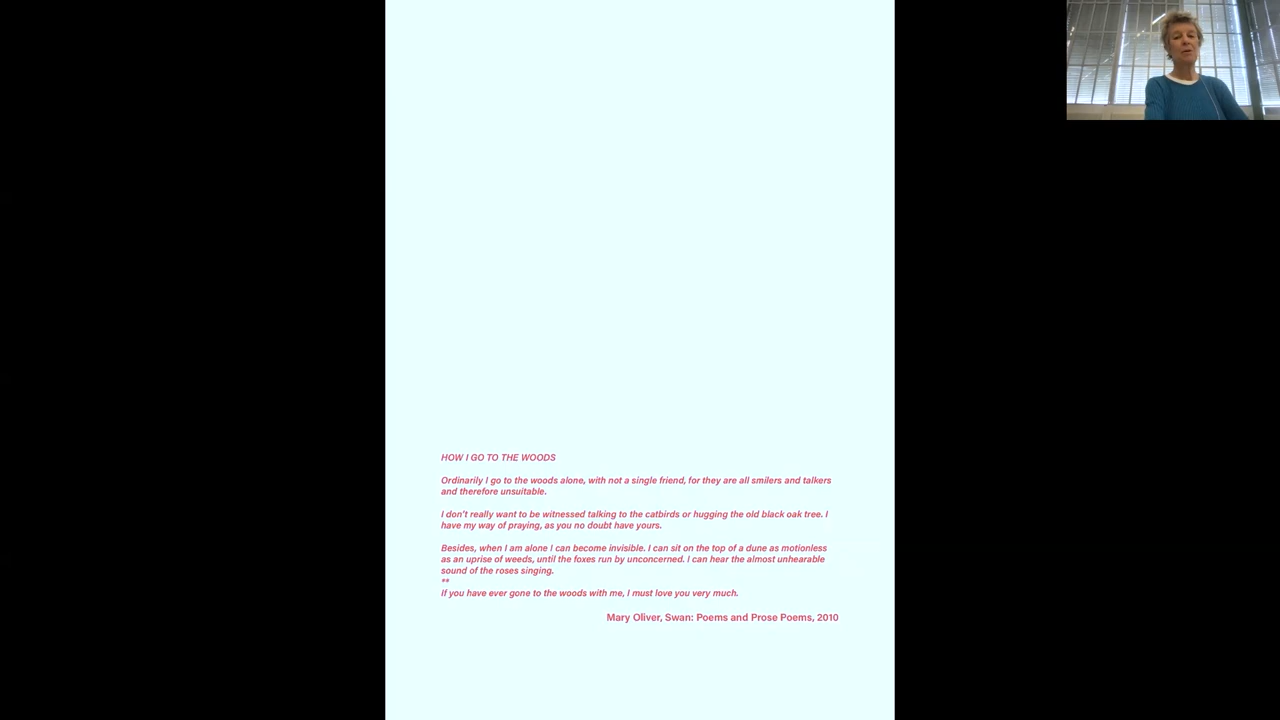 HOW I GO TO THE WOODS
Ordinarily I go to the woods alone, with not a single friend, for they are all smilers and talkers
and therefore unsuitable.
I don't really want to be witnessed talking to the catbirds or hugging the old black oak tree. I
have my way of praying, as you no doubt have yours.
Besides, when I am alone I can become invisible. I can sit on the top of a dune as motionless
as an uprise of weeds, until the foxes run by unconcerned. I can hear the almost unhearable
sound of the roses singing.
**
If you have ever gone to the woods with me, I must love you very much.
Mary Oliver, Swan: Poems and Prose Poems, 2010